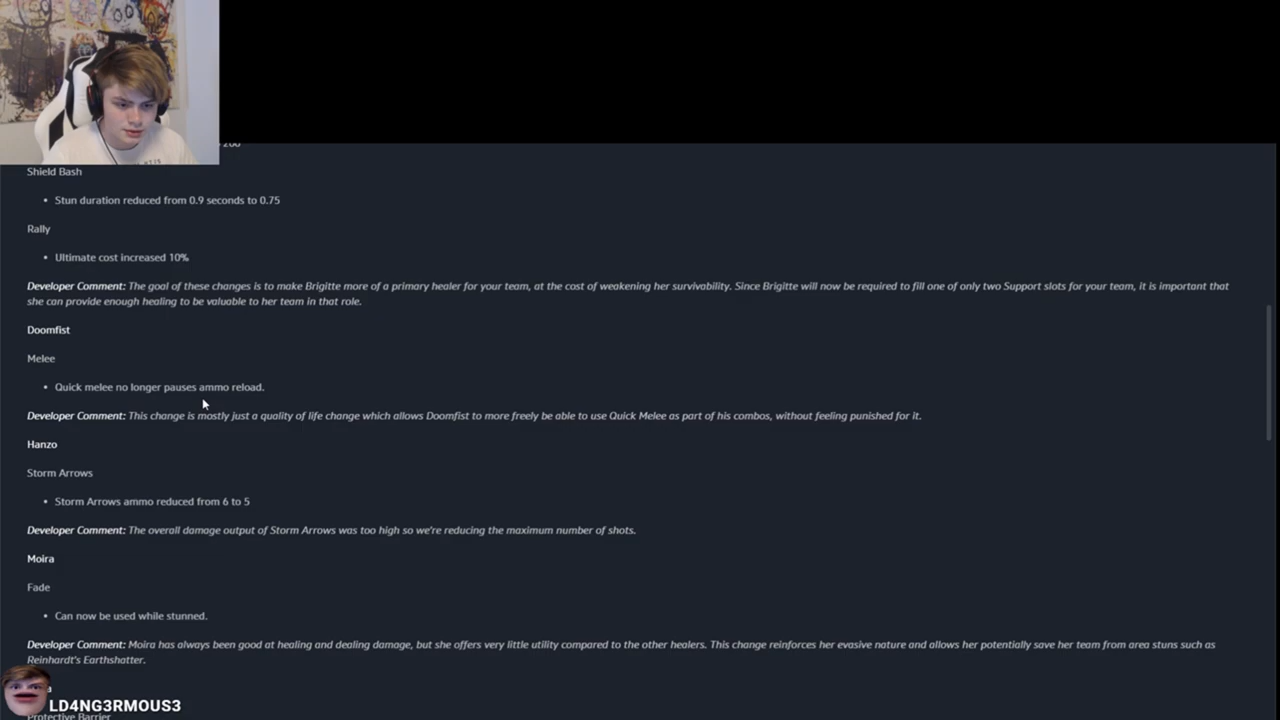 Shield Bash
• Stun duration reduced from 0.9 seconds to 0.75
Rally
• Ultimate cost increased 10%
Developer Comment: The goal of these changes is to make Brigitte more of a primary healer for your team, at the cost of weakening her survivability. Since Brigitte will now be required to fill one of only two Support slots for your team, it is important that
she can provide enough healing to be valuable to her team in that role.
Doomfist
Melee
• Quick melee no longer pauses ammo reload.
Developer Comment: This change is mostly just a quality of life change which allows Doomfist to more freely be able to use Quick Melee as part of his combos, without feeling punished for it.
Hanzo
Storm Arrows
• Storm Arrows ammo reduced from 6 to 5
Developer Comment: The overall damage output of Storm Arrows was too high so we're reducing the maximum number of shots.
Moira
Fade
• Can now be used while stunned.
Developer Comment: Moira has always been good at healing and dealing damage, but she offers very little utility compared to the other healers. This change reinforces her evasive nature and allows her potentially save her team from area stuns such as
Reinhardt's Earthshatter.
LD4NG3RMOUS3
Protective Barrier